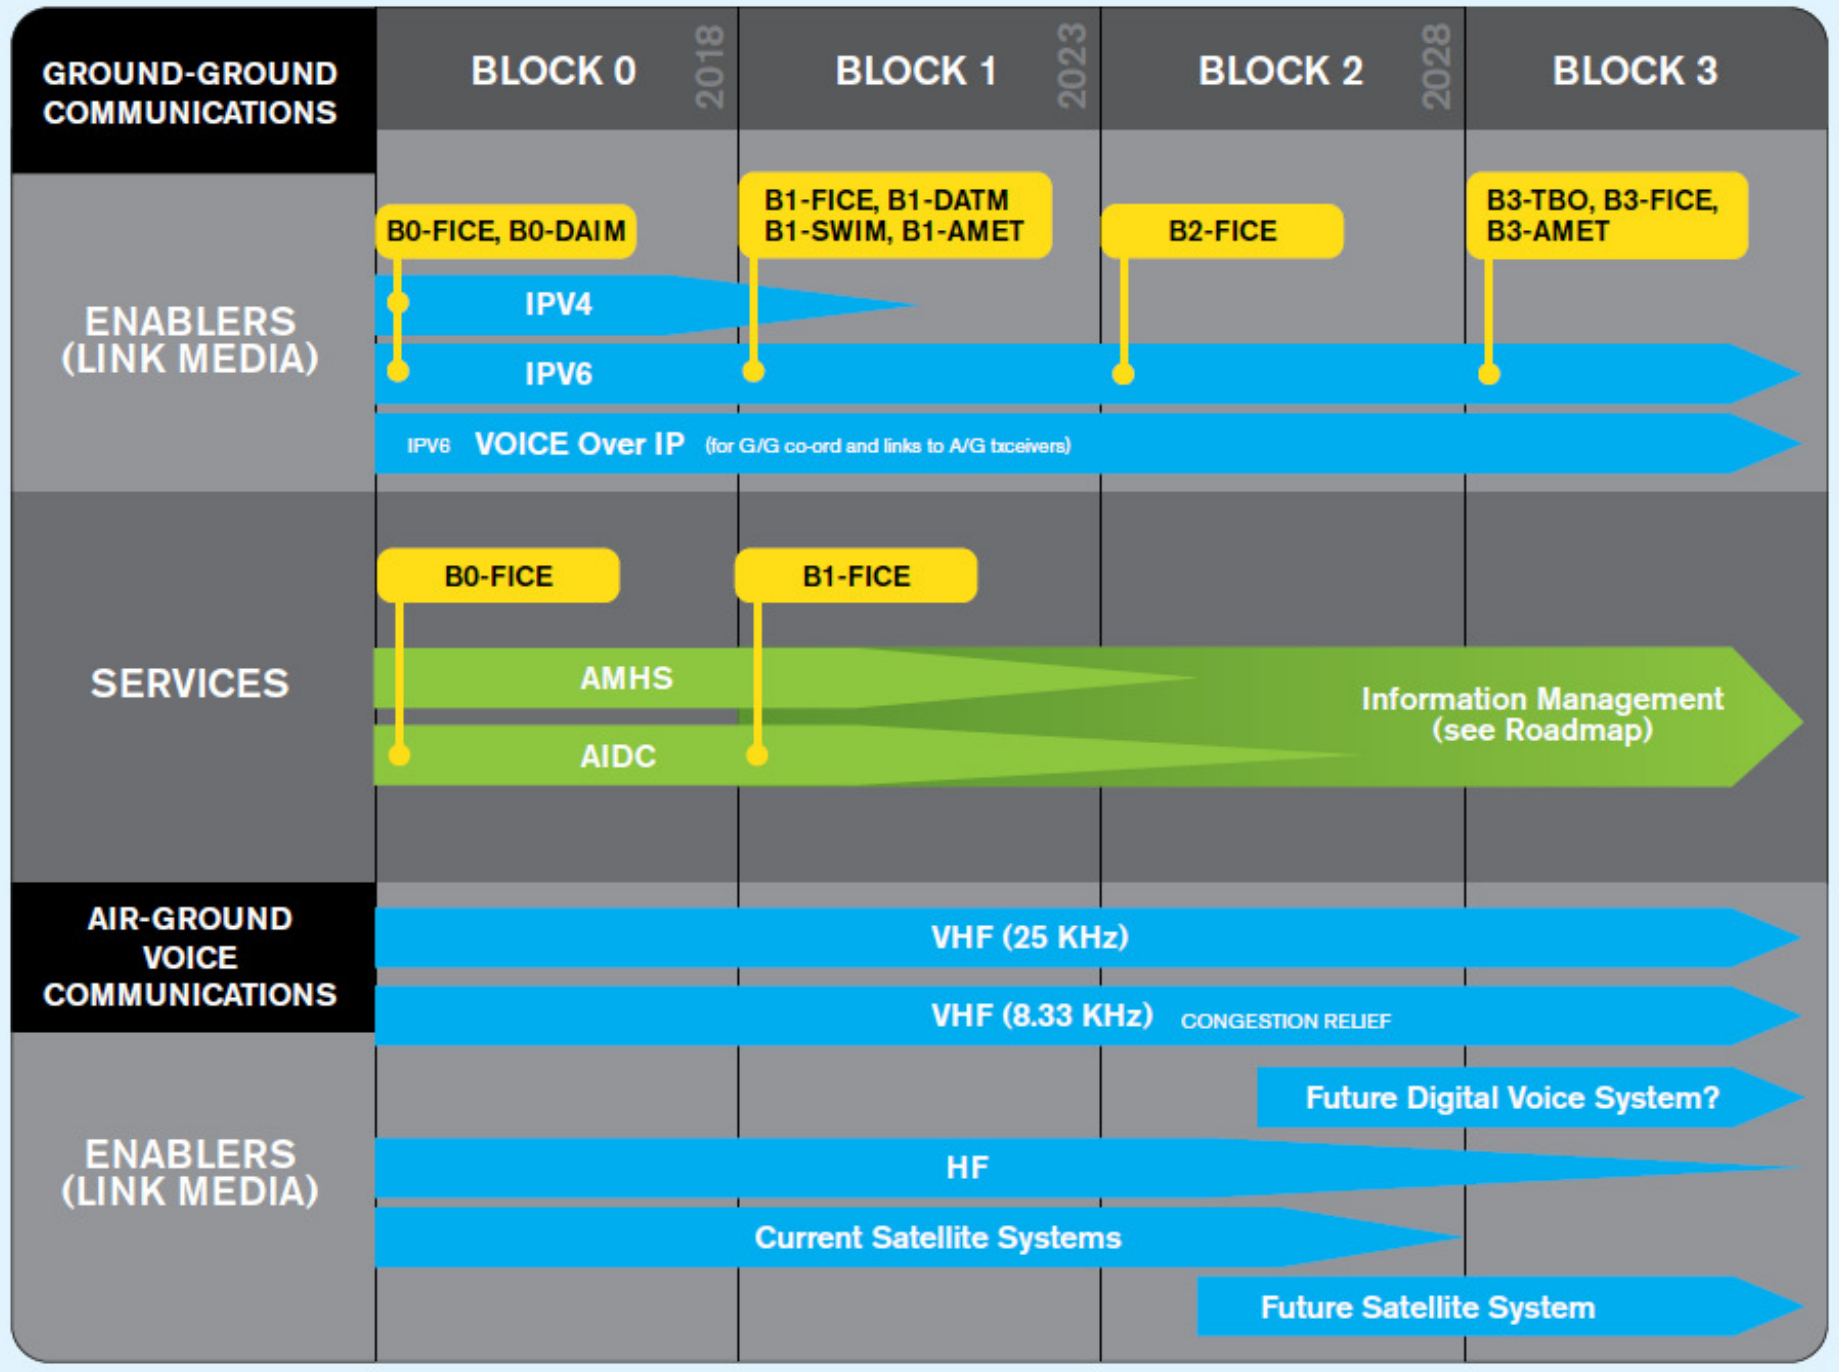 GROUND-GROUND
COMMUNICATIONS
BLOCK 0
2018
BLOCK 1
2023
BLOCK 2
2028
BLOCK 3
ENABLERS
(LINK MEDIA)
B0-FICE, B0-DAIM
B1-FICE, B1-DATM
B1-SWIM, B1-AMET
B2-FICE
B3-TBO, B3-FICE,
B3-AMET
IPV4
IPV6
IPV6 VOICE Over IP (for G/G co-ord and links to A/G txceivers)
SERVICES
B0-FICE
B1-FICE
AMHS
AIDC
Information Management
(see Roadmap)
AIR-GROUND
VOICE
COMMUNICATIONS
VHF (25 KHz)
VHF (8.33 KHz) CONGESTION RELIEF
ENABLERS
(LINK MEDIA)
Future Digital Voice System?
HF
Current Satellite Systems
Future Satellite System